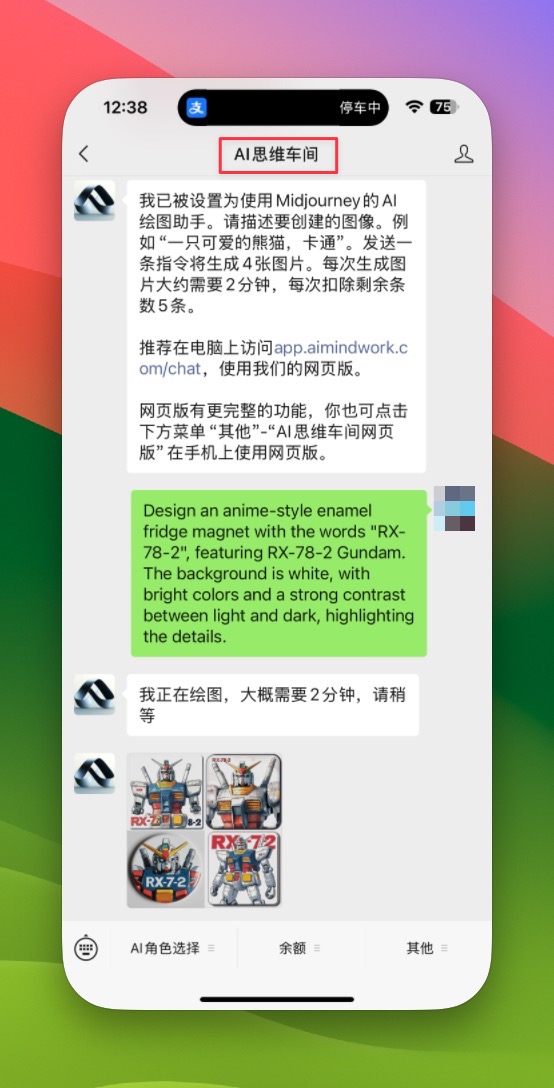 12:38
支
停车中
75
AI思维车间
我已被设置为使用Midjourney的AI
绘图助手。请描述要创建的图像。例
如“一只可爱的熊猫，卡通”。发送一
条指令将生成4张图片。每次生成图
片大约需要2分钟，每次扣除剩余条
数5条。
推荐在电脑上访问app.aimindwork.c
om/chat，使用我们的网页版。
网页版有更完整的功能，你也可点击
下方菜单“其他”-“AI思维车间网页
版”在手机上使用网页版。
Design an anime-style enamel
fridge magnet with the words "RX-
78-2", featuring RX-78-2 Gundam.
The background is white, with
bright colors and a strong contrast
between light and dark, highlighting
the details.
我正在绘图，大概需要2分钟，请稍
等
RX-7 8-2
RX-78-2
RX-7-2
RX-72
AI角色选择
余额
其他